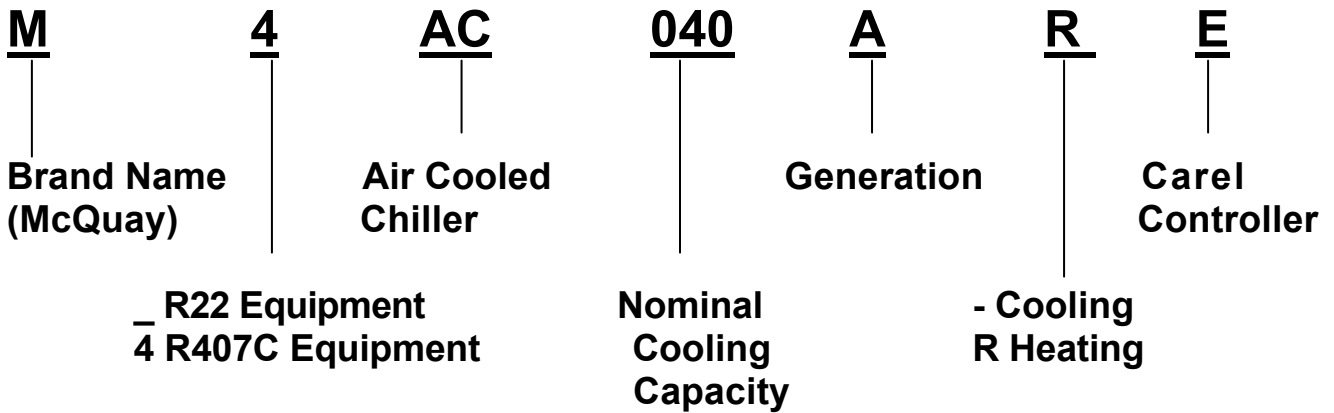 M 4 AC 040 A R E
Brand Name Air Cooled Generation Carel
(McQuay) Chiller Controller
_ R22 Equipment Nominal - Cooling
4 R407C Equipment Cooling R Heating
Capacity